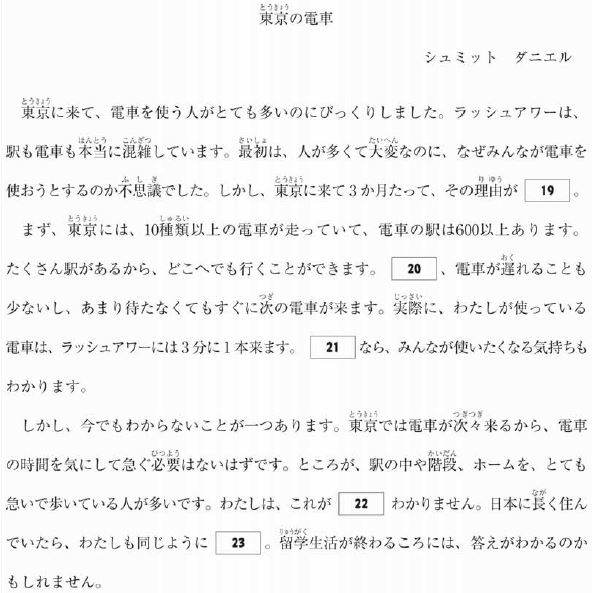 東京の電車
シュミット　ダニエル
東京に来て、電車を使う人がとても多いのにびっくりしました。ラッシュアワーは、
駅も電車も本当に混雑しています。最初は、人が多くて大変なのに、なぜみんなが電車を
使おうとするのか不思議でした。しかし、東京に来て3か月たって、その理由が 19 。
まず、東京には、10種類以上の電車が走っていて、電車の駅は600以上あります。
たくさん駅があるから、どこへでも行くことができます。 20 、電車が遅れることも
少ないし、あまり待たなくてもすぐに次の電車が来ます。実際に、わたしが使っている
電車は、ラッシュアワーには3分に1本来ます。 21 なら、みんなが使いたくなる気持ちも
わかります。
しかし、今でもわからないことが一つあります。東京では電車が次々来るから、電車
の時間を気にして急ぐ必要はないはずです。ところが、駅の中や階段、ホームを、とても
急いで歩いている人が多いです。わたしは、これが 22 わかりません。日本に長く住ん
でいたら、わたしも同じように 23 。留学生活が終わるころには、答えがわかるのか
もしれません。